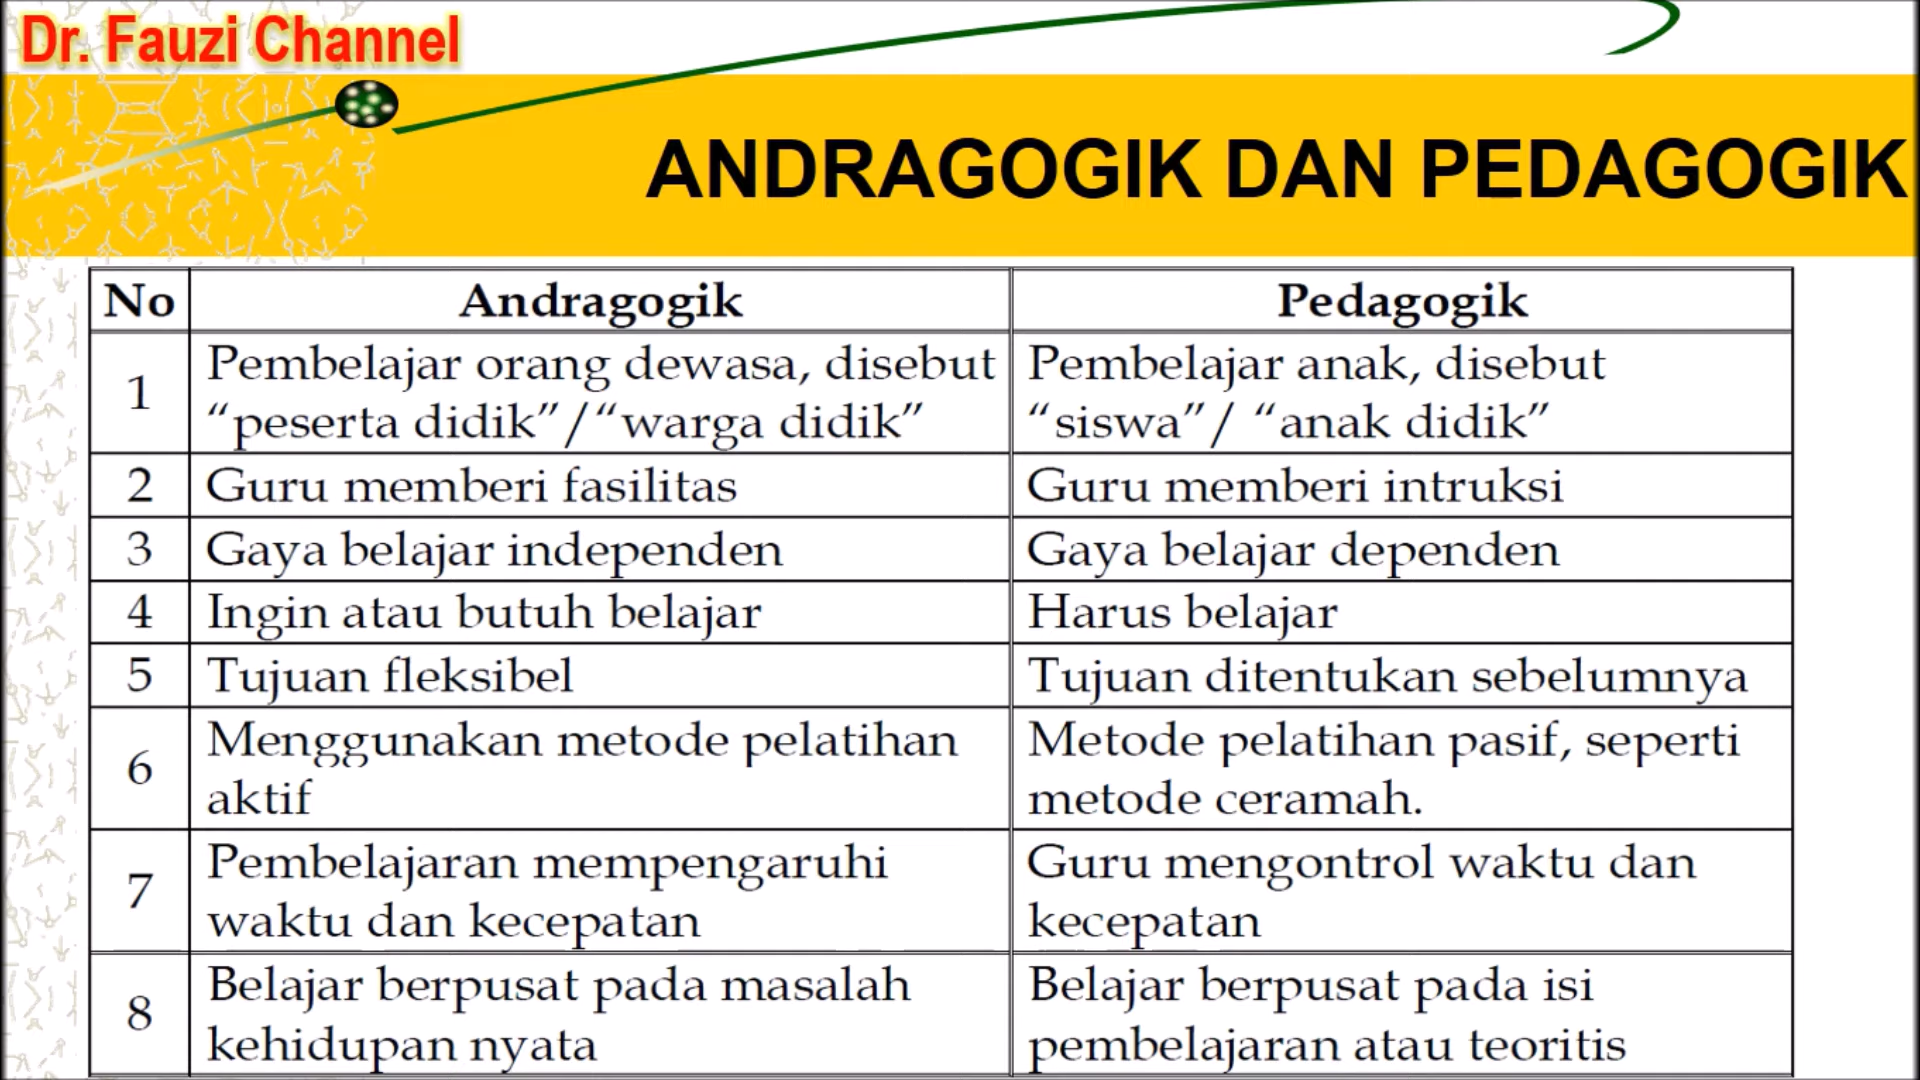 Dr. Fauzi Channel
ANDRAGOGIK DAN PEDAGOGIK
No Andragogik Pedagogik
1 Pembelajar orang dewasa, disebut Pembelajar anak, disebut
“peserta didik”/“warga didik” “siswa”/ “anak didik”
2 Guru memberi fasilitas Guru memberi intruksi
3 Gaya belajar independen Gaya belajar dependen
4 Ingin atau butuh belajar Harus belajar
5 Tujuan fleksibel Tujuan ditentukan sebelumnya
6 Menggunakan metode pelatihan Metode pelatihan pasif, seperti
aktif metode ceramah.
7 Pembelajaran mempengaruhi Guru mengontrol waktu dan
waktu dan kecepatan kecepatan
8 Belajar berpusat pada masalah Belajar berpusat pada isi
kehidupan nyata pembelajaran atau teoritis